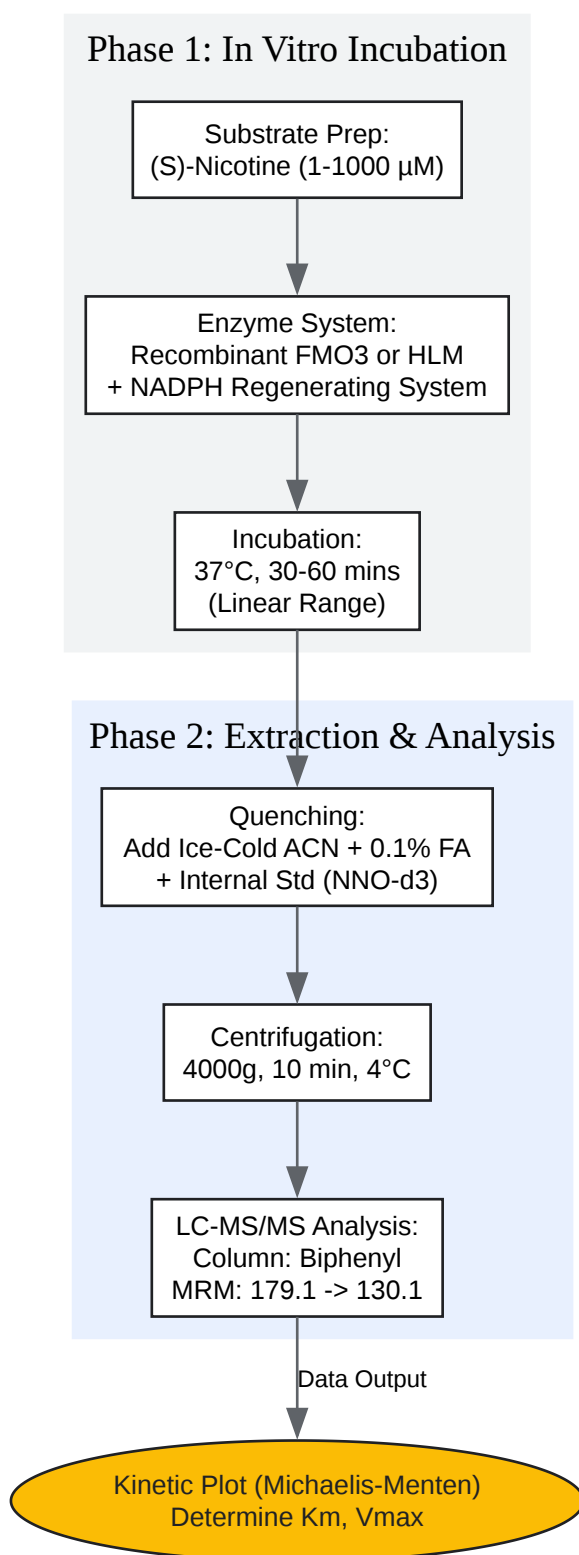 Phase 1: In Vitro Incubation
Substrate Prep:
(S)-Nicotine (1-1000 µM)
Enzyme System:
Recombinant FMO3 or HLM
+ NADPH Regenerating System
Incubation:
37°C, 30-60 mins
(Linear Range)
Phase 2: Extraction & Analysis
Quenching:
Add Ice-Cold ACN + 0.1% FA
+ Internal Std (NNO-d3)
Centrifugation:
4000g, 10 min, 4°C
LC-MS/MS Analysis:
Column: Biphenyl
MRM: 179.1 -> 130.1
Data Output
Kinetic Plot (Michaelis-Menten)
Determine Km, Vmax